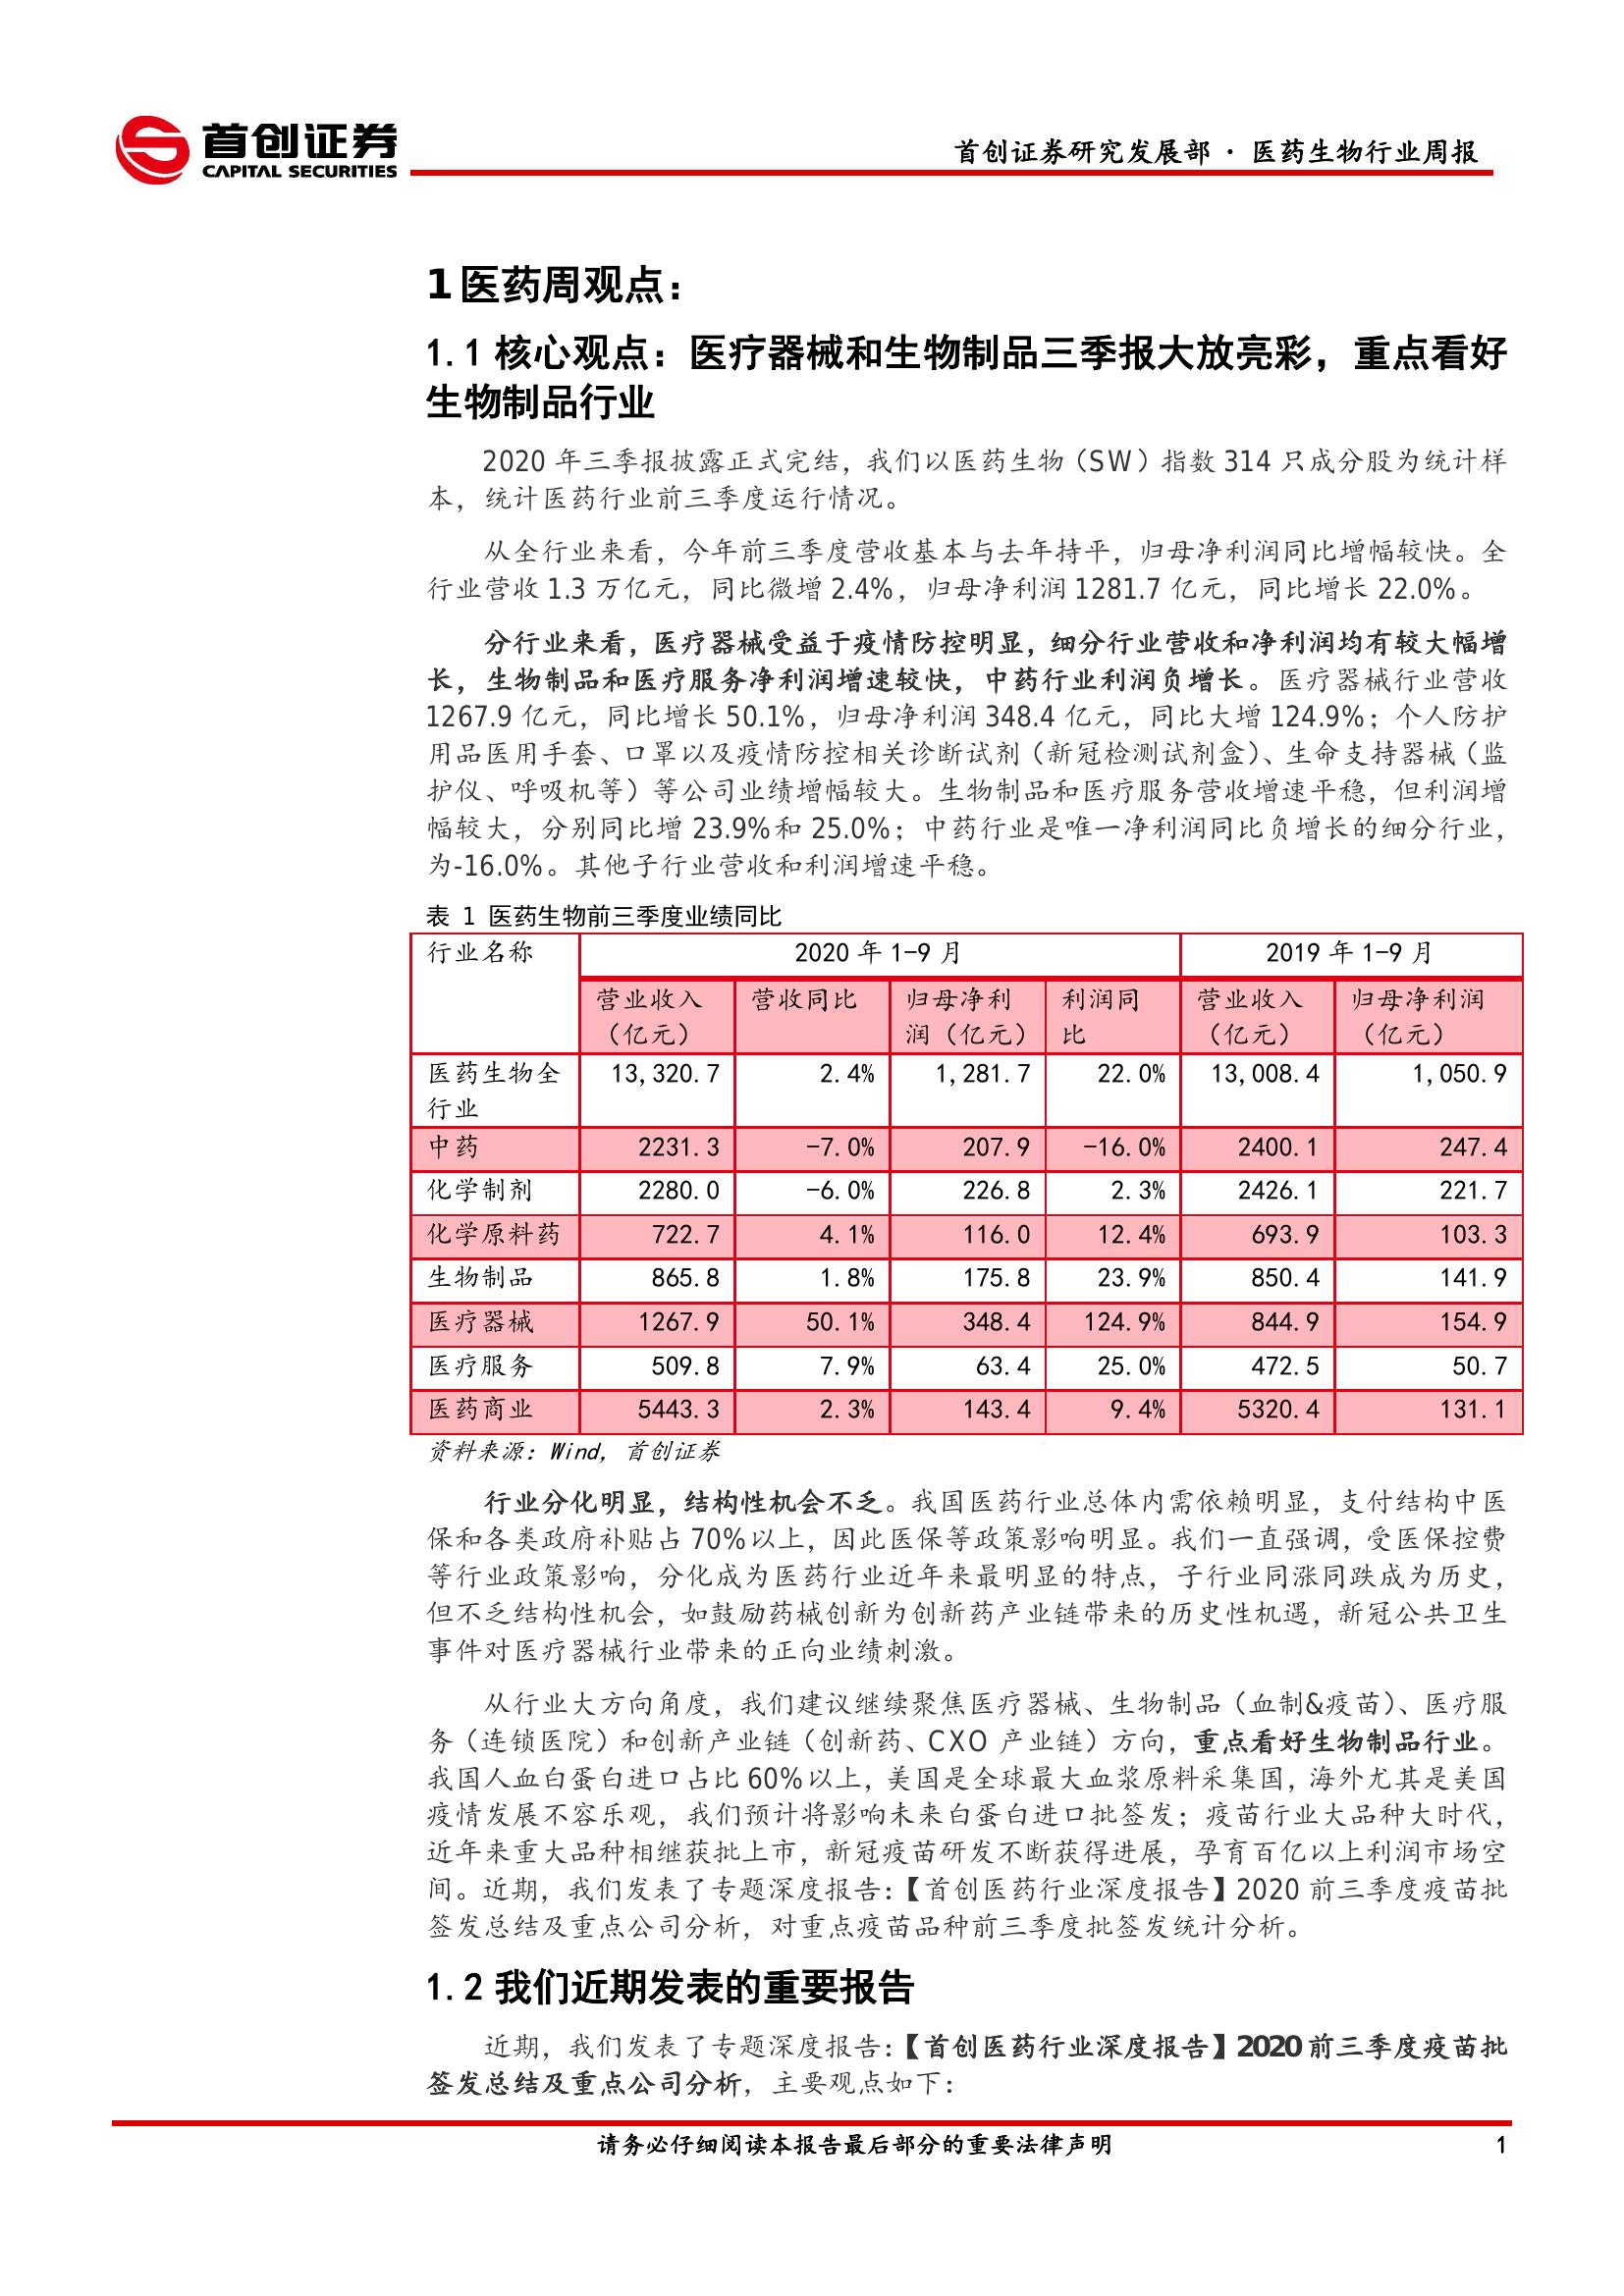 首创证券
CAPITAL SECURITIES
首创证券研究发展部 · 医药生物行业周报
1 医药周观点：
1.1 核心观点：医疗器械和生物制品三季报大放亮彩，重点看好
生物制品行业
2020 年三季报披露正式完结，我们以医药生物（SW）指数 314 只成分股为统计样
本，统计医药行业前三季度运行情况。
从全行业来看，今年前三季度营收基本与去年持平，归母净利润同比增幅较快。全
行业营收 1.3 万亿元，同比微增 2.4%，归母净利润 1281.7 亿元，同比增长 22.0%。
分行业来看，医疗器械受益于疫情防控明显，细分行业营收和净利润均有较大幅增
长，生物制品和医疗服务净利润增速较快，中药行业利润负增长。医疗器械行业营收
1267.9 亿元，同比增长 50.1%，归母净利润 348.4 亿元，同比大增 124.9%；个人防护
用品医用手套、口罩以及疫情防控相关诊断试剂（新冠检测试剂盒）、生命支持器械（监
护仪、呼吸机等）等公司业绩增幅较大。生物制品和医疗服务营收增速平稳，但利润增
幅较大，分别同比增 23.9%和 25.0%；中药行业是唯一净利润同比负增长的细分行业，
为-16.0%。其他子行业营收和利润增速平稳。
表 1 医药生物前三季度业绩同比
行业名称 2020 年 1-9 月 2019 年 1-9 月
营业收入 营收同比 归母净利 利润同 营业收入 归母净利润
（亿元） 润（亿元） 比 （亿元） （亿元）
医药生物全 13,320.7 2.4% 1,281.7 22.0% 13,008.4 1,050.9
行业
中药 2231.3 -7.0% 207.9 -16.0% 2400.1 247.4
化学制剂 2280.0 -6.0% 226.8 2.3% 2426.1 221.7
化学原料药 722.7 4.1% 116.0 12.4% 693.9 103.3
生物制品 865.8 1.8% 175.8 23.9% 850.4 141.9
医疗器械 1267.9 50.1% 348.4 124.9% 844.9 154.9
医疗服务 509.8 7.9% 63.4 25.0% 472.5 50.7
医药商业 5443.3 2.3% 143.4 9.4% 5320.4 131.1
资料来源：Wind，首创证券
行业分化明显，结构性机会不乏。我国医药行业总体内需依赖明显，支付结构中医
保和各类政府补贴占 70%以上，因此医保等政策影响明显。我们一直强调，受医保控费
等行业政策影响，分化成为医药行业近年来最明显的特点，子行业同涨同跌成为历史，
但不乏结构性机会，如鼓励药械创新为创新药产业链带来的历史性机遇，新冠公共卫生
事件对医疗器械行业带来的正向业绩刺激。
从行业大方向角度，我们建议继续聚焦医疗器械、生物制品（血制&疫苗）、医疗服
务（连锁医院）和创新产业链（创新药、CXO 产业链）方向，重点看好生物制品行业。
我国人血白蛋白进口占比 60%以上，美国是全球最大血浆原料采集国，海外尤其是美国
疫情发展不容乐观，我们预计将影响未来白蛋白进口批签发；疫苗行业大品种大时代，
近年来重大品种相继获批上市，新冠疫苗研发不断获得进展，孕育百亿以上利润市场空
间。近期，我们发表了专题深度报告：【首创医药行业深度报告】2020 前三季度疫苗批
签发总结及重点公司分析，对重点疫苗品种前三季度批签发统计分析。
1.2 我们近期发表的重要报告
近期，我们发表了专题深度报告：【首创医药行业深度报告】2020 前三季度疫苗批
签发总结及重点公司分析，主要观点如下：
请务必仔细阅读本报告最后部分的重要法律声明 1